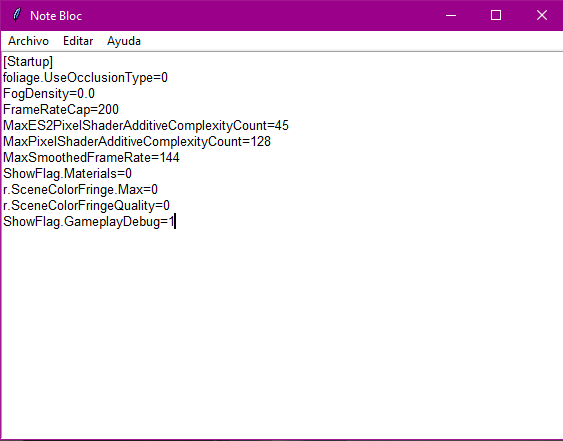 Note Bloc
Archivo Editar Ayuda
[Startup]
foliage.UseOcclusionType=0
FogDensity=0.0
FrameRateCap=200
MaxES2PixelShaderAdditiveComplexityCount=45
MaxPixelShaderAdditiveComplexityCount=128
MaxSmoothedFrameRate=144
ShowFlag.Materials=0
r.SceneColorFringe.Max=0
r.SceneColorFringeQuality=0
ShowFlag.GameplayDebug=1